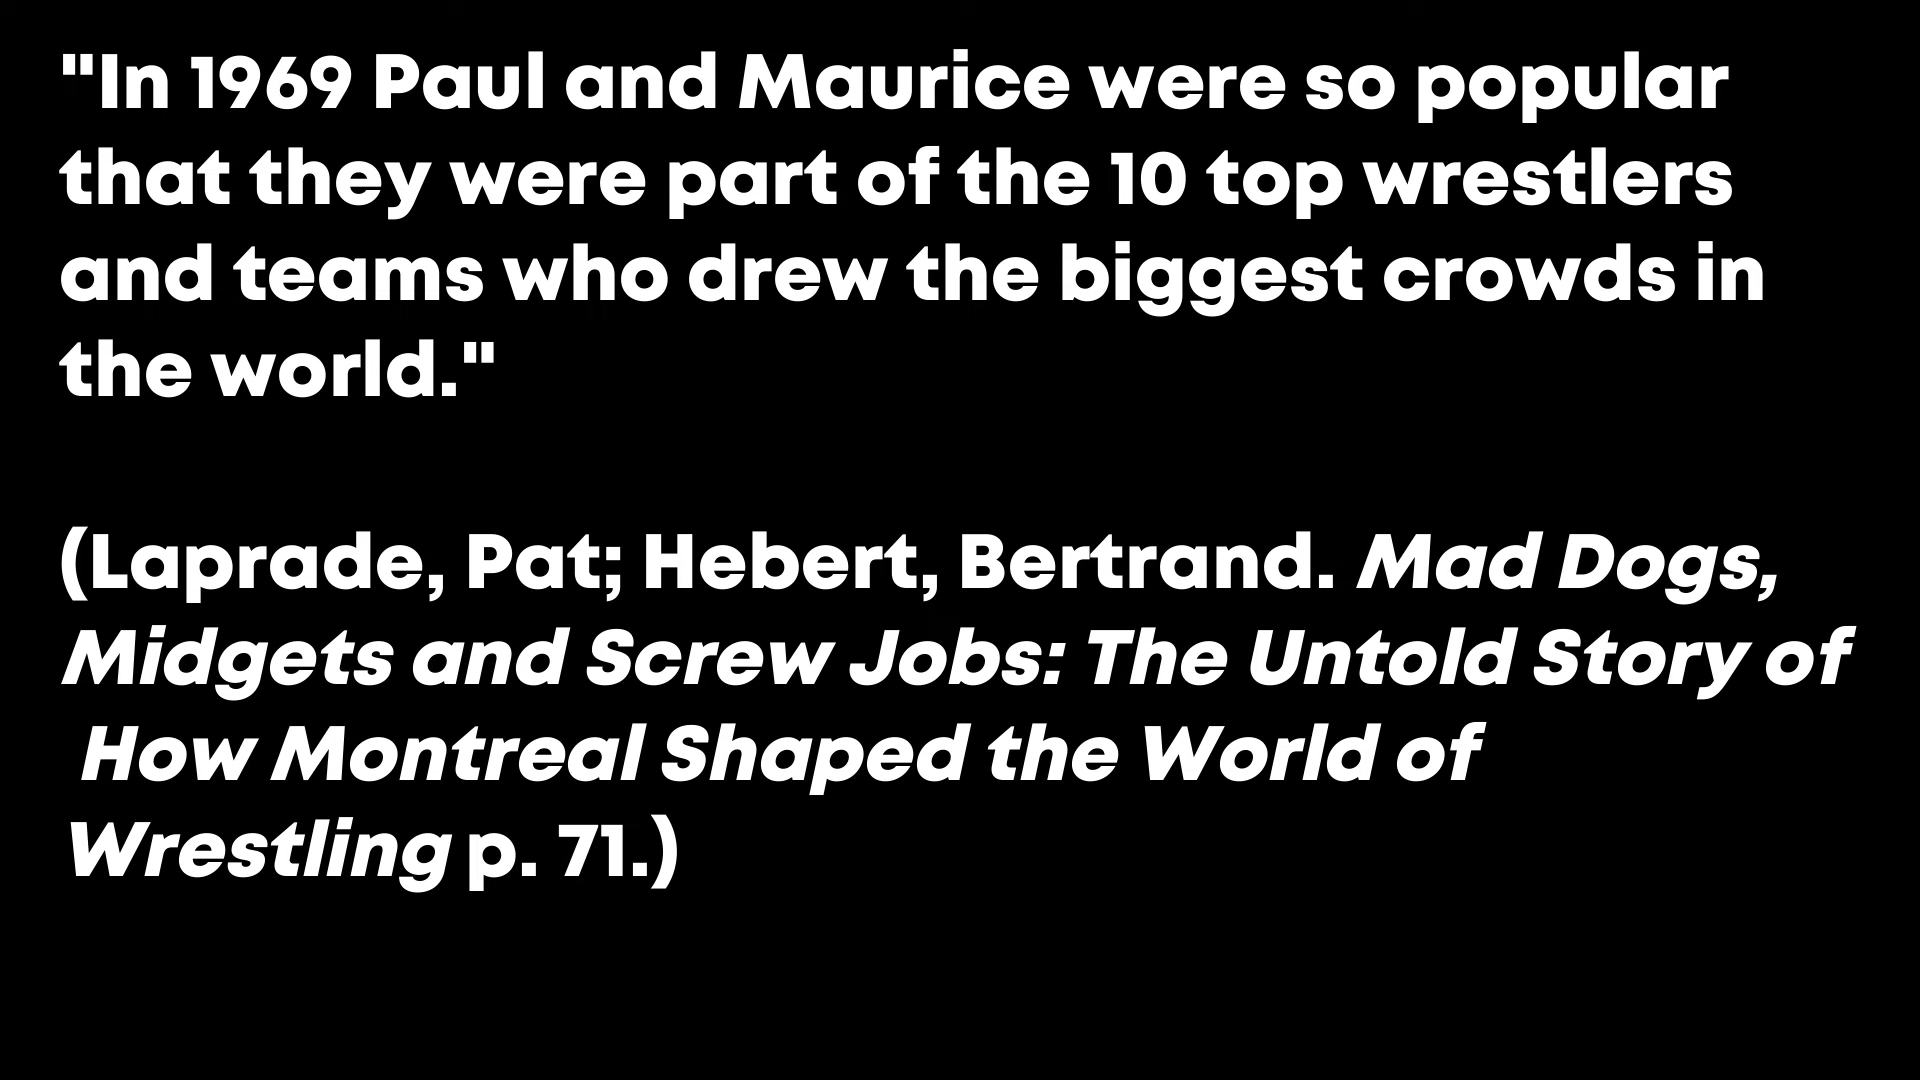 "In 1969 Paul and Maurice were so popular
that they were part of the 10 top wrestlers
and teams who drew the biggest crowds in
the world."
(Laprade, Pat; Hebert, Bertrand. Mad Dogs,
Midgets and Screw Jobs: The Untold Story of
How Montreal Shaped the World of
Wrestling p. 71.)